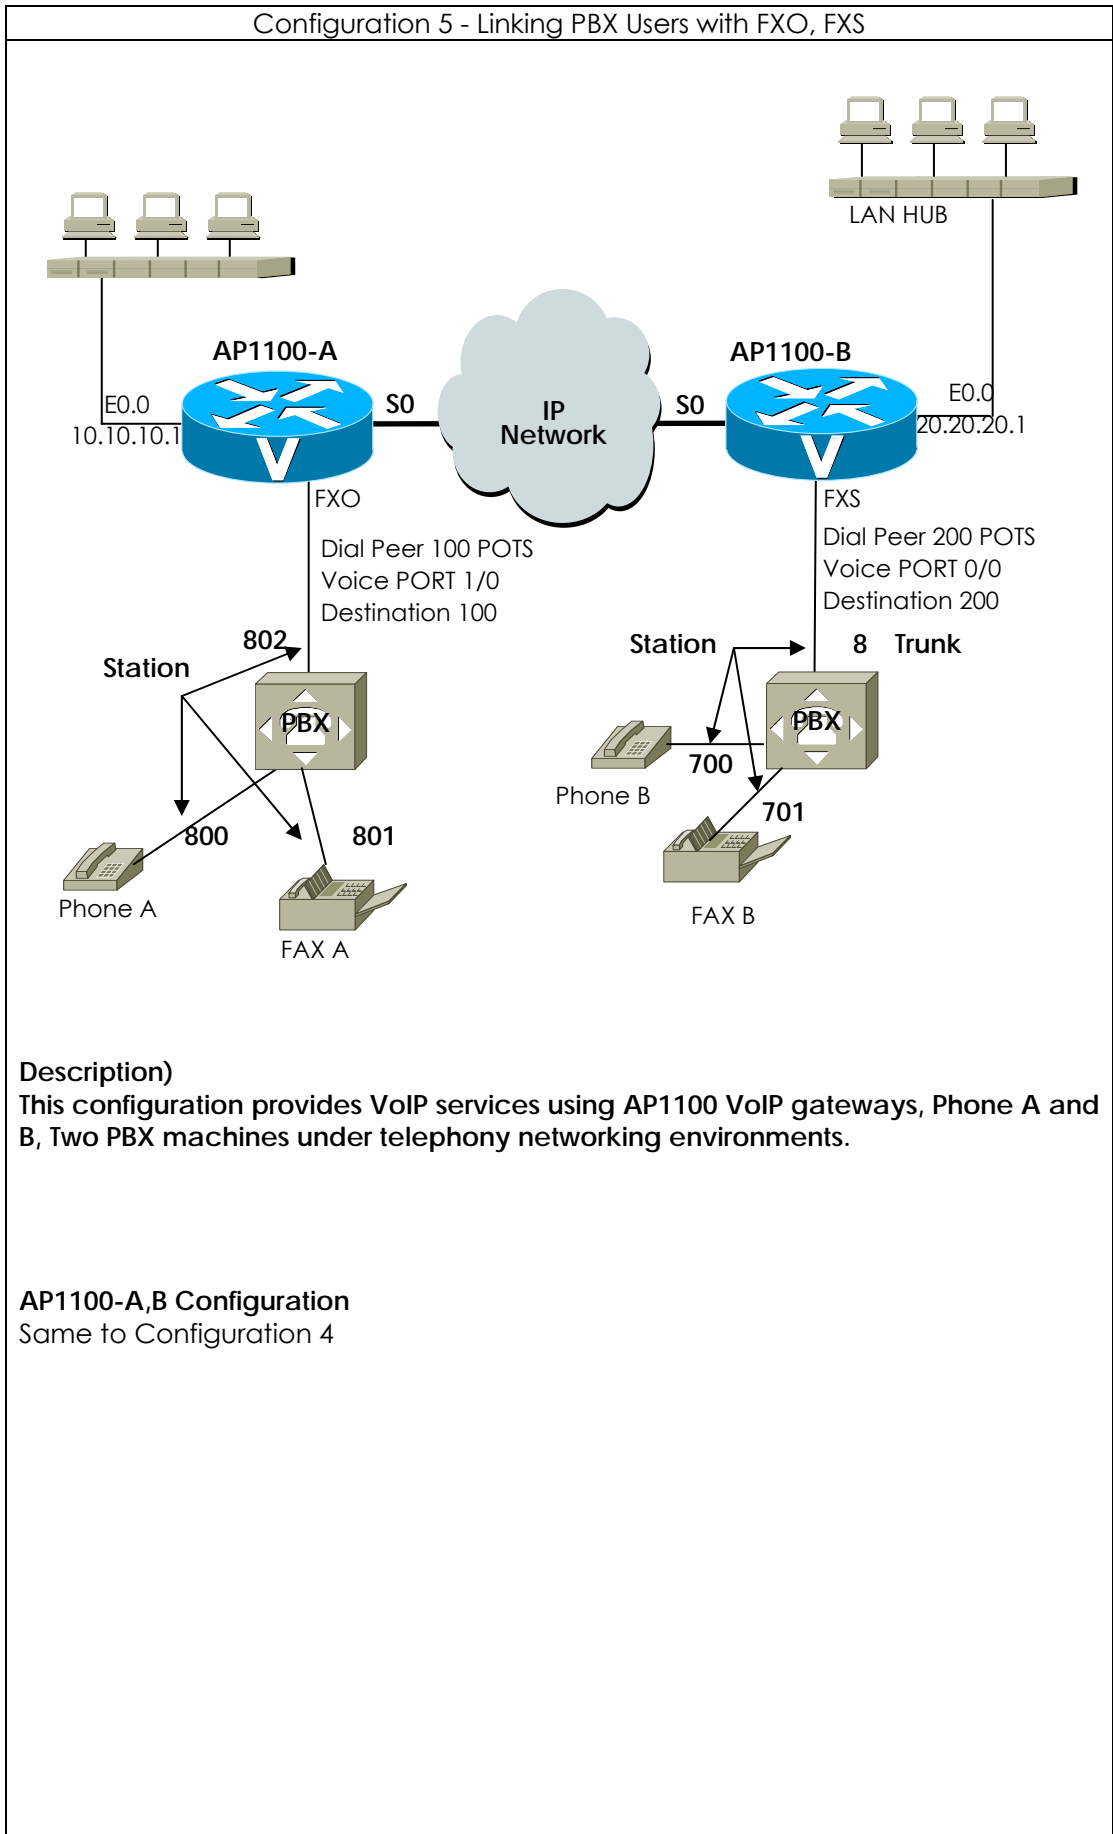 Configuration 5 - Linking PBX Users with FXO, FXS
LAN HUB
AP1100-A
AP1100-B
E0.0
10.10.10.1
S0
IP
Network
S0
E0.0
20.20.20.1
V
V
FXO
Dial Peer 100 POTS
Voice PORT 1/0
Destination 100
FXS
Dial Peer 200 POTS
Voice PORT 0/0
Destination 200
802
Station
PBX
800
801
Phone A
FAX A
Station
8 Trunk
PBX
700
Phone B
701
FAX B
Description)
This configuration provides VoIP services using AP1100 VoIP gateways, Phone A and
B, Two PBX machines under telephony networking environments.
AP1100-A,B Configuration
Same to Configuration 4